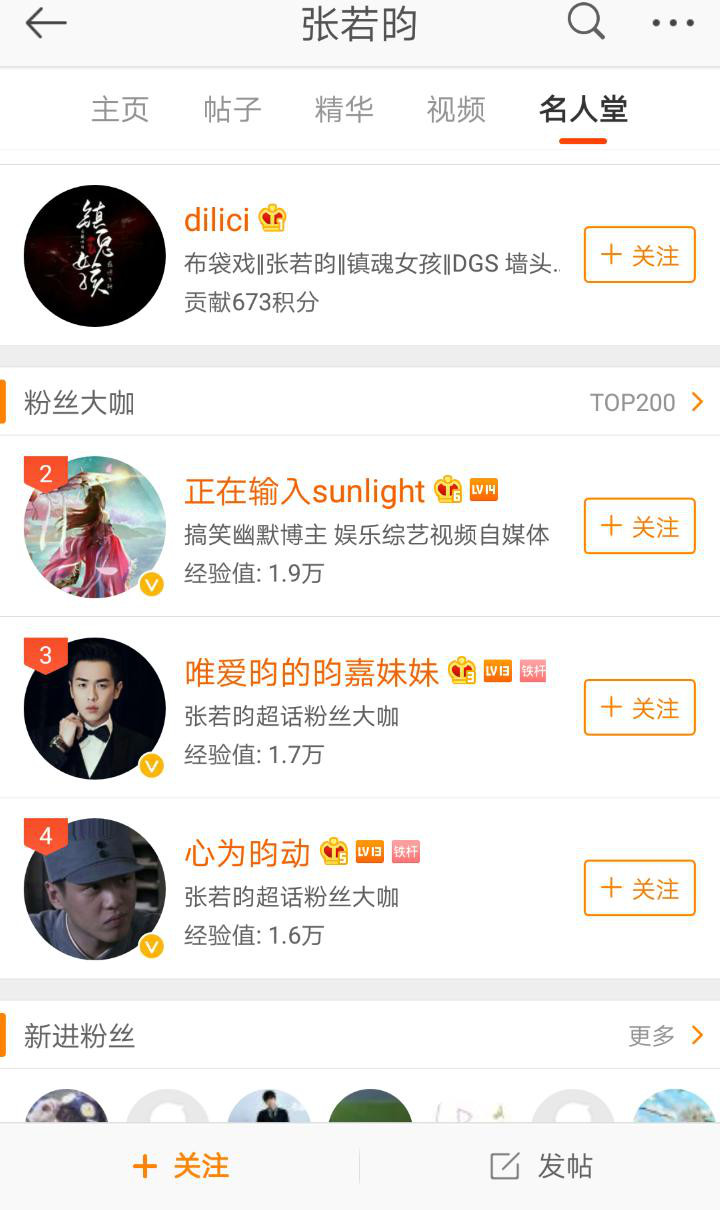 张若昀
主页 帖子 精华 视频 名人堂
镇魂女孩
dilici
布袋戏‖张若昀‖镇魂女孩‖DGS 墙头..
+ 关注
贡献673积分
粉丝大咖 TOP200
2
正在输入sunlight 6 LV14
搞笑幽默博主 娱乐综艺视频自媒体
+ 关注
经验值: 1.9万
3
唯爱昀的昀嘉妹妹 3 LV13 铁杆
张若昀超话粉丝大咖
+ 关注
经验值: 1.7万
4
心为昀动 5 LV13 铁杆
张若昀超话粉丝大咖
+ 关注
经验值: 1.6万
新进粉丝 更多
+ 关注 发帖